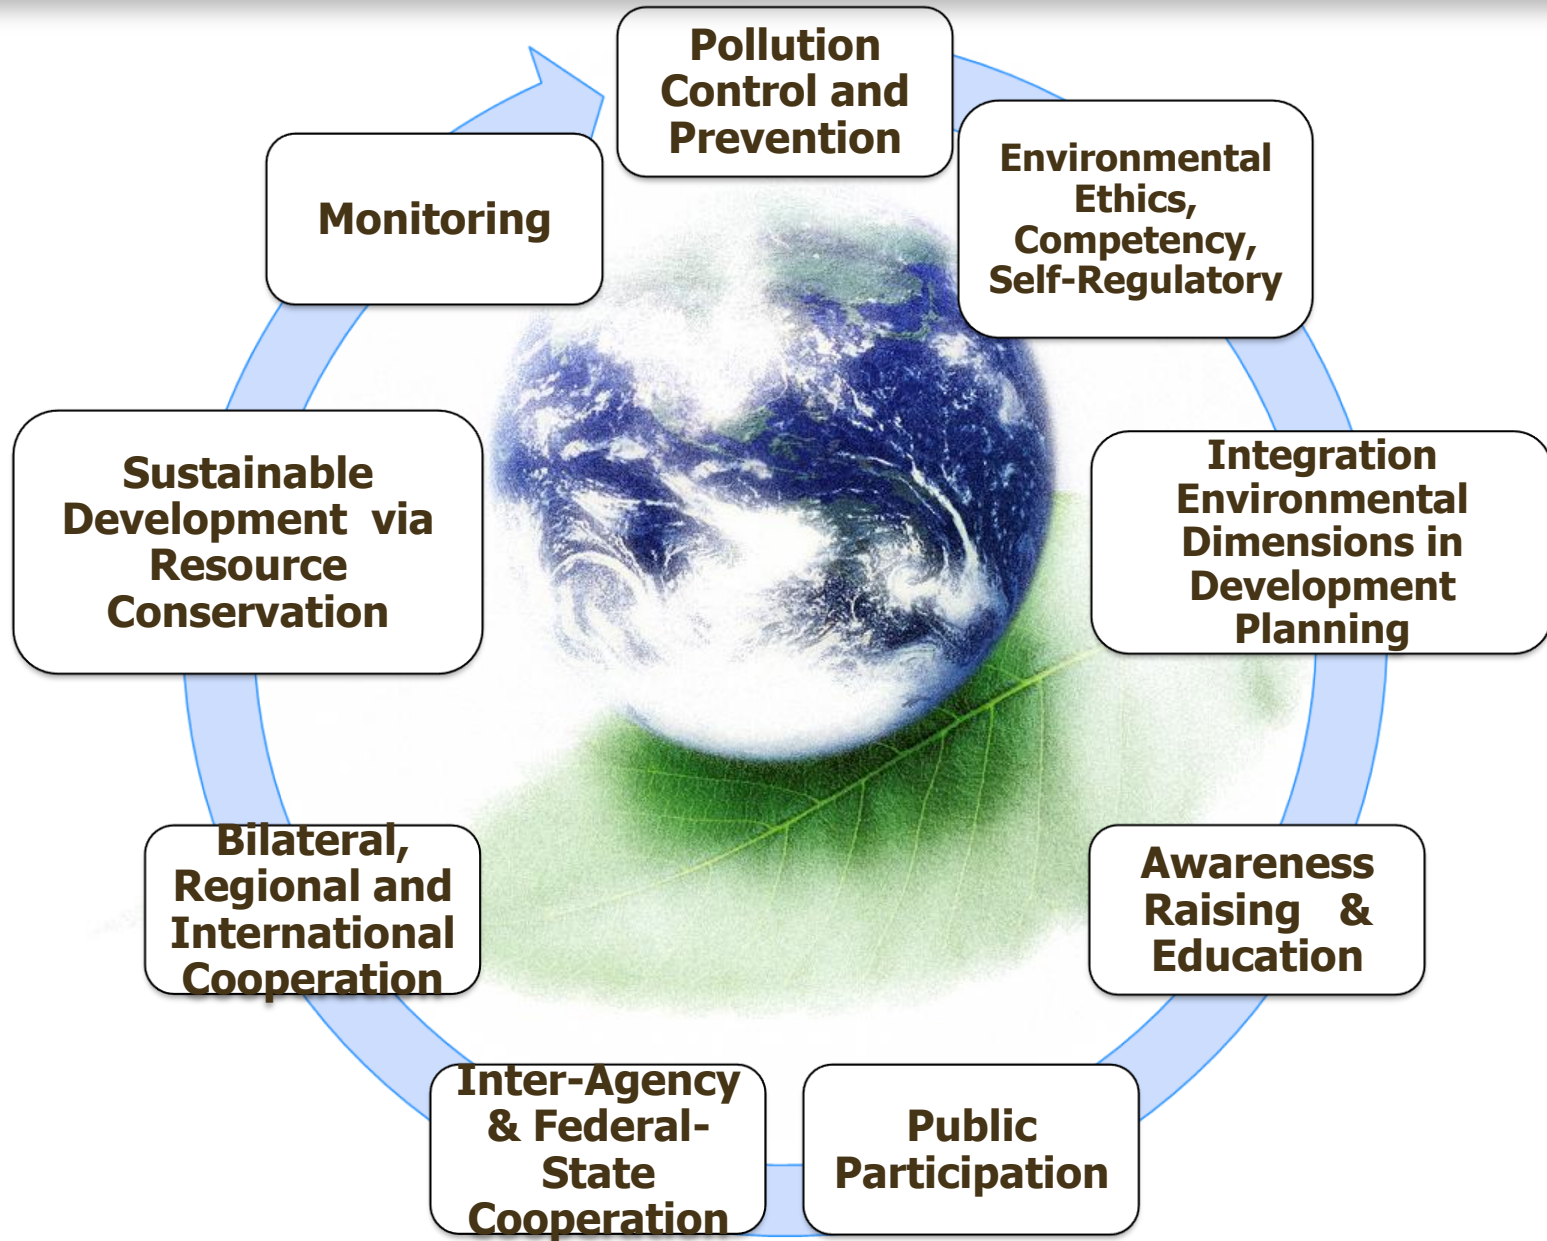 Pollution
Control and
Prevention
Environmental
Ethics,
Competency,
Self-Regulatory
Integration
Environmental
Dimensions in
Development
Planning
Awareness
Raising &
Education
Public
Participation
Inter-Agency
& Federal-
State
Cooperation
Bilateral,
Regional and
International
Cooperation
Sustainable
Development via
Resource
Conservation
Monitoring